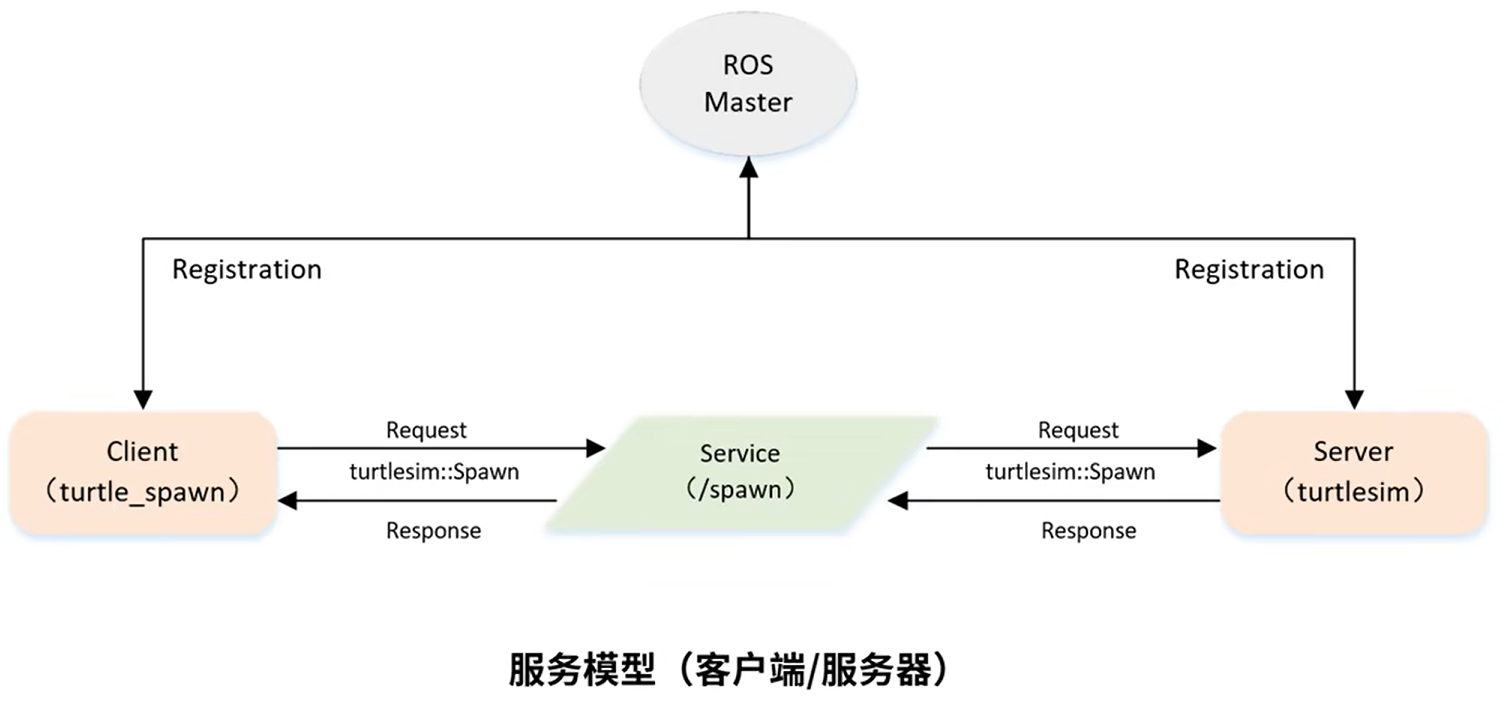 ROS
Master
Registration
Registration
Client
（turtle_spawn）
Request
turtlesim::Spawn
Response
Service
（/spawn）
Request
turtlesim::Spawn
Response
Server
（turtlesim）
服务模型（客户端/服务器）